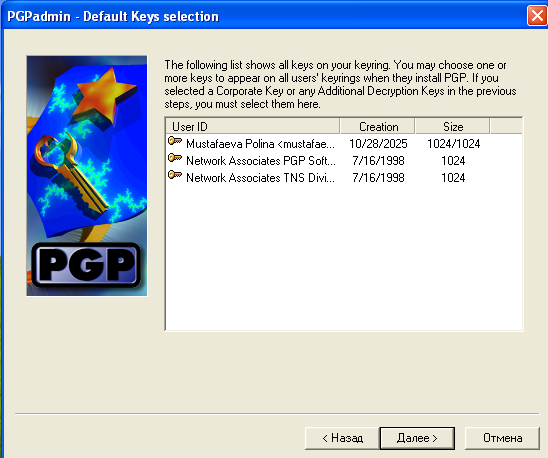 PGPadmin - Default Keys selection
The following list shows all keys on your keyring. You may choose one or
more keys to appear on all users' keyrings when they install PGP. If you
selected a Corporate Key or any Additional Decryption Keys in the previous
steps, you must select them here.
User ID Creation Size
Mustafaeva Polina <mustafae... 10/28/2025 1024/1024
Network Associates PGP Soft... 7/16/1998 1024
Network Associates TNS Divi... 7/16/1998 1024
PGP
< Назад Далее > Отмена